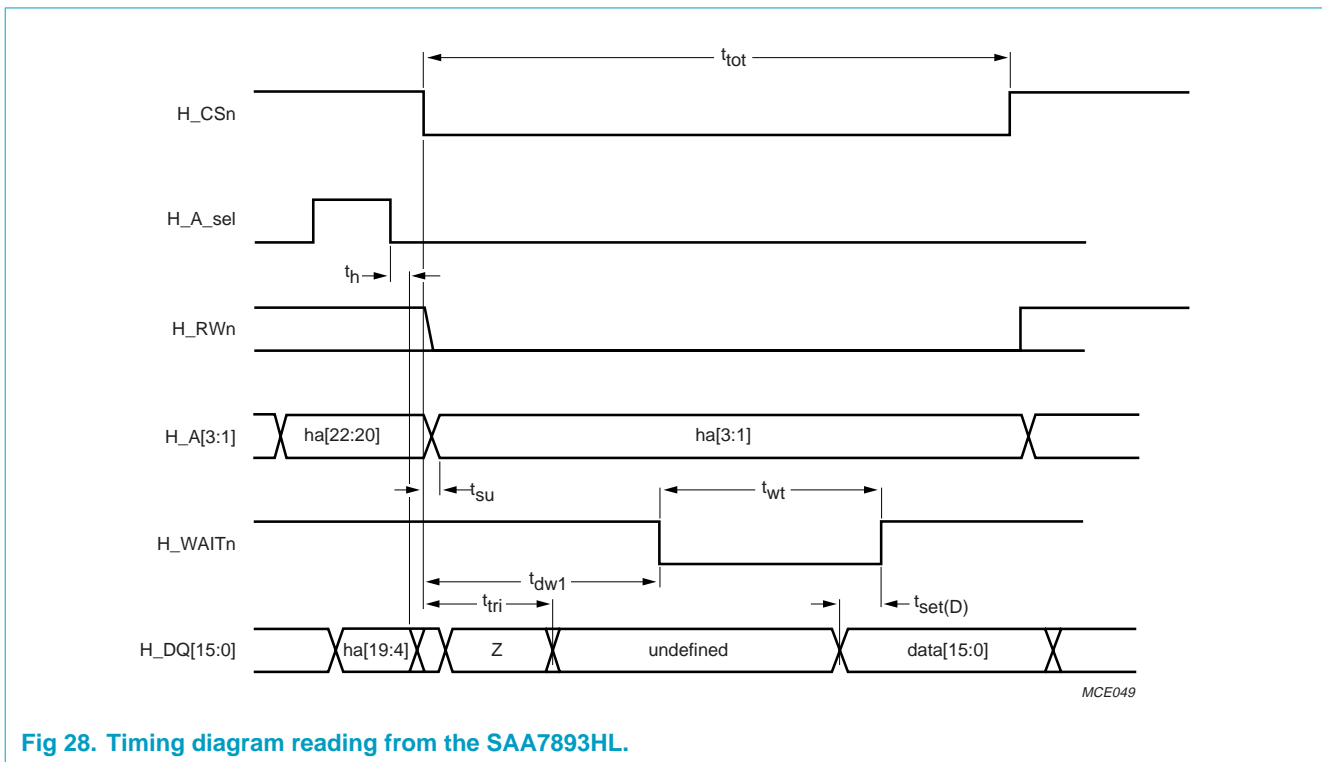 t_tot
H_CSn
H_A_sel
t_h
H_RWn
H_A[3:1]
ha[22:20]
ha[3:1]
t_su
t_wt
H_WAITn
t_dw1
t_tri
t_set(D)
H_DQ[15:0]
ha[19:4]
Z
undefined
data[15:0]
MCE049
Fig 28. Timing diagram reading from the SAA7893HL.